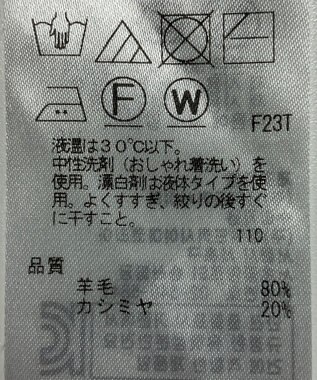 F W
F23T
液温は30℃以下。
中性洗剤（おしゃれ着洗い）を
使用。漂白剤は液体タイプを使
用。よくすすぎ、絞りの後すぐ
に干すこと。
110
品質
羊毛 80%
カシミヤ 20%